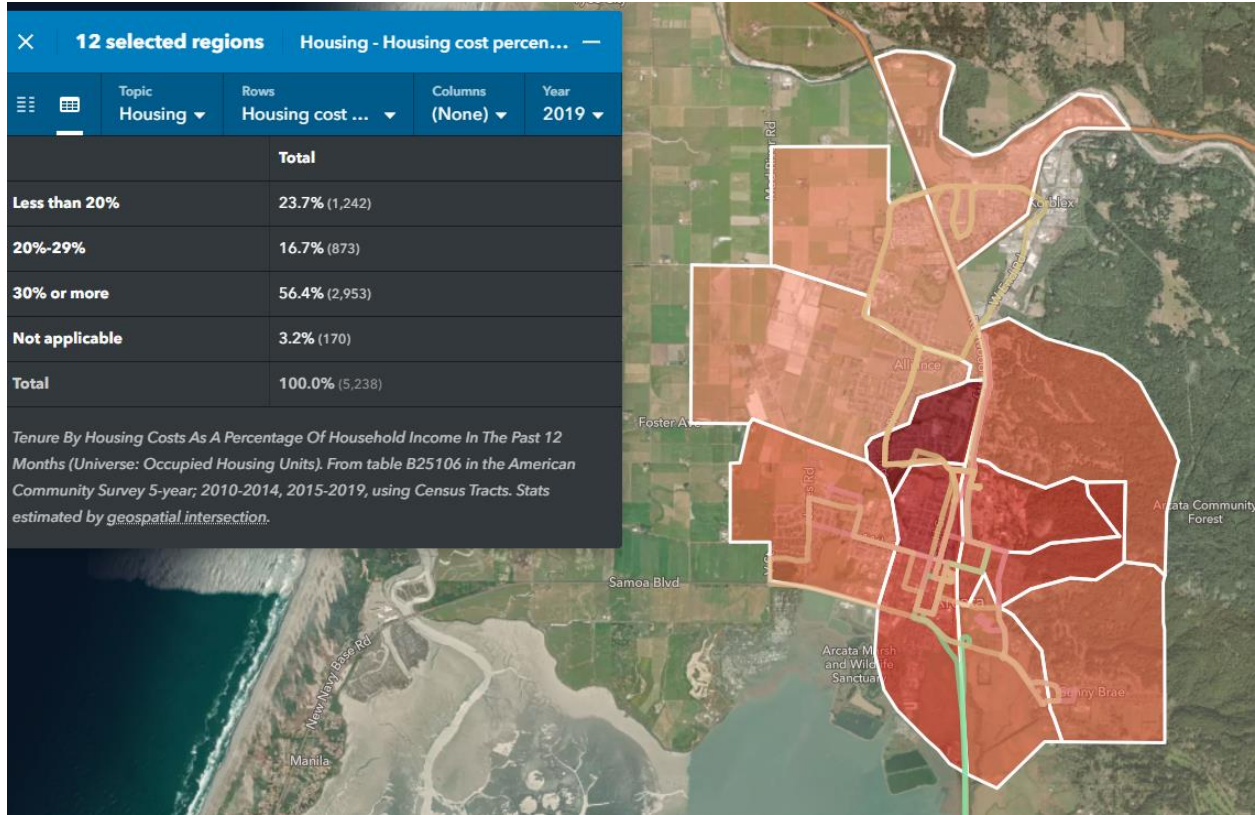 12 selected regions
Housing - Housing cost percen...
Topic
Housing
Rows
Housing cost ...
Columns
(None)
Year
2019
Total
Less than 20%
23.7% (1,242)
20%-29%
16.7% (873)
30% or more
56.4% (2,953)
Not applicable
3.2% (170)
Total
100.0% (5,238)
Tenure By Housing Costs As A Percentage Of Household Income In The Past 12
Months (Universe: Occupied Housing Units). From table B25106 in the American
Community Survey 5-year; 2010-2014, 2015-2019, using Census Tracts. Stats
estimated by geospatial intersection.
Mad River Rd
Korblex
W End Rd
Alliance
Foster Ave
Arcata Community
Forest
Samoa Blvd
Arcata
Arcata Marsh
and Wildlife
Sanctuary
Sunny Brae
New Navy Base Rd
Manila